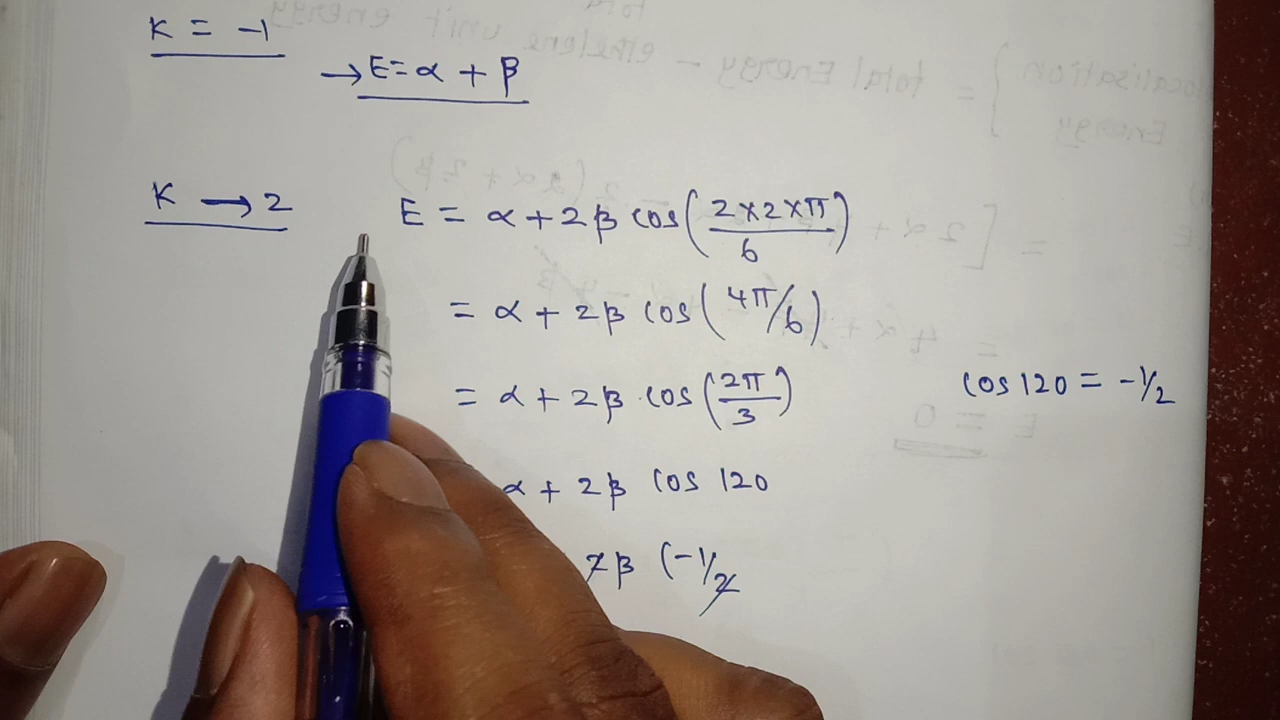 K = -1
→ E = α + β
K → 2 E = α + 2β cos(2×2×π/6)
= α + 2β cos(4π/6)
= α + 2β cos(2π/3)
cos 120 = -1/2
α + 2β cos 120
2β (-1/2